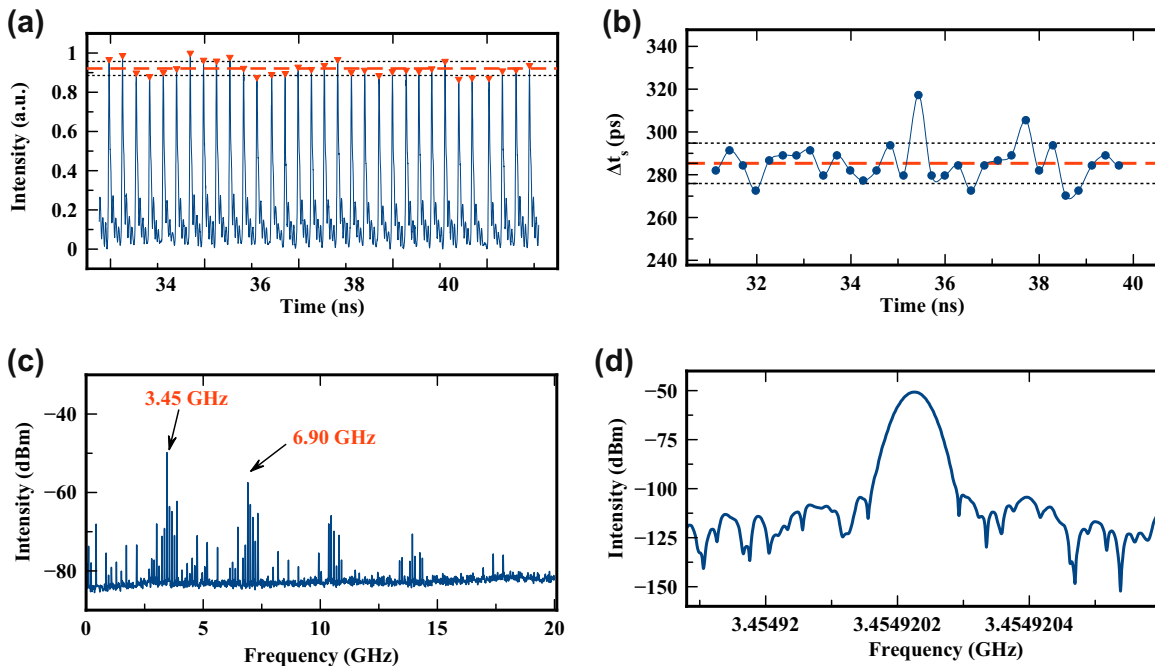 (a)
1
0.8
0.6
0.4
0.2
0
Intensity (a.u.)
34 36 38 40
Time (ns)
(b)
340
320
300
280
260
240
Δt_s (ps)
32 34 36 38 40
Time (ns)
(c)
3.45 GHz
6.90 GHz
−40
−60
−80
Intensity (dBm)
0 5 10 15 20
Frequency (GHz)
(d)
−50
−75
−100
−125
−150
Intensity (dBm)
3.45492 3.4549202 3.4549204
Frequency (GHz)